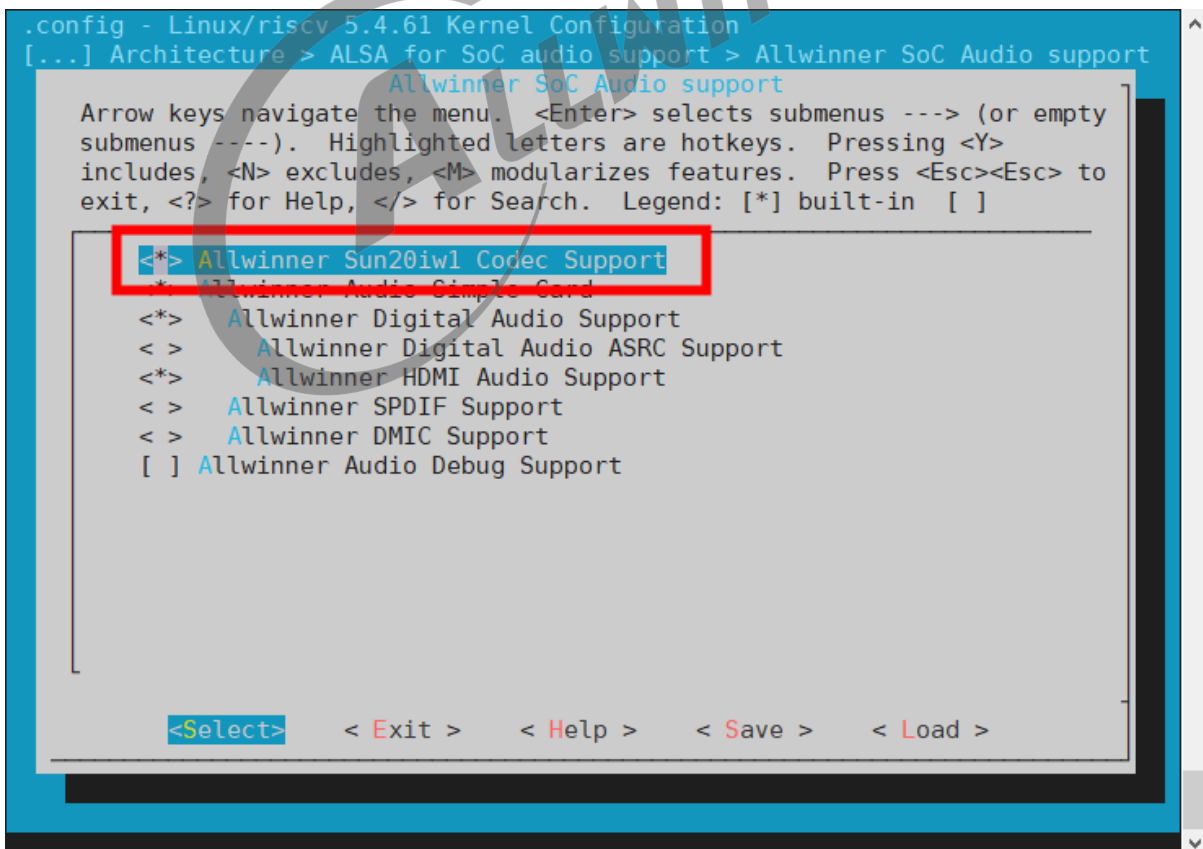 .config - Linux/riscv 5.4.61 Kernel Configuration
[...] Architecture > ALSA for SoC audio support > Allwinner SoC Audio suppo
Allwinner SoC Audio support
Arrow keys navigate the menu.  <Enter> selects submenus ---> (or empty
submenus ----).  Highlighted letters are hotkeys.  Pressing <Y>
includes, <N> excludes, <M> modularizes features.  Press <Esc><Esc> to
exit, <?> for Help, </> for Search.  Legend: [*] built-in  [ ]
<*> Allwinner Sun20iw1 Codec Support
<*> Allwinner Audio Simple Card
<*>   Allwinner Digital Audio Support
< >     Allwinner Digital Audio ASRC Support
<*>     Allwinner HDMI Audio Support
< >   Allwinner SPDIF Support
< >   Allwinner DMIC Support
[ ] Allwinner Audio Debug Support
<Select>    < Exit >    < Help >    < Save >    < Load >